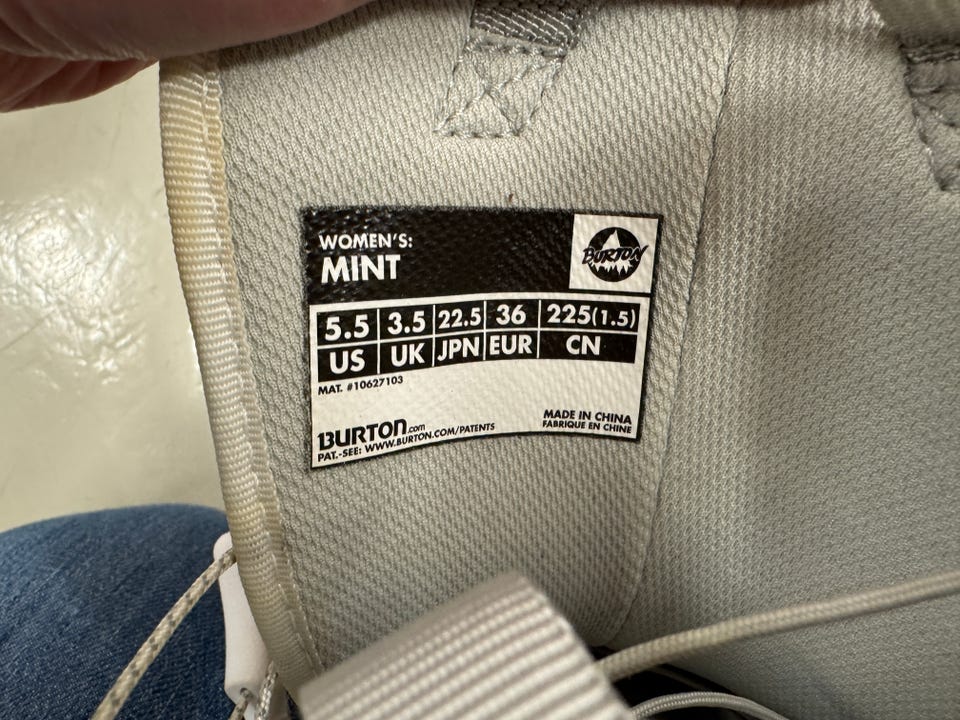 WOMEN'S:
MINT
BURTON
5.5 3.5 22.5 36 225(1.5)
US UK JPN EUR CN
MAT. #10627103
BURTON.com
PAT.-SEE: WWW.BURTON.COM/PATENTS
MADE IN CHINA
FABRIQUE EN CHINE